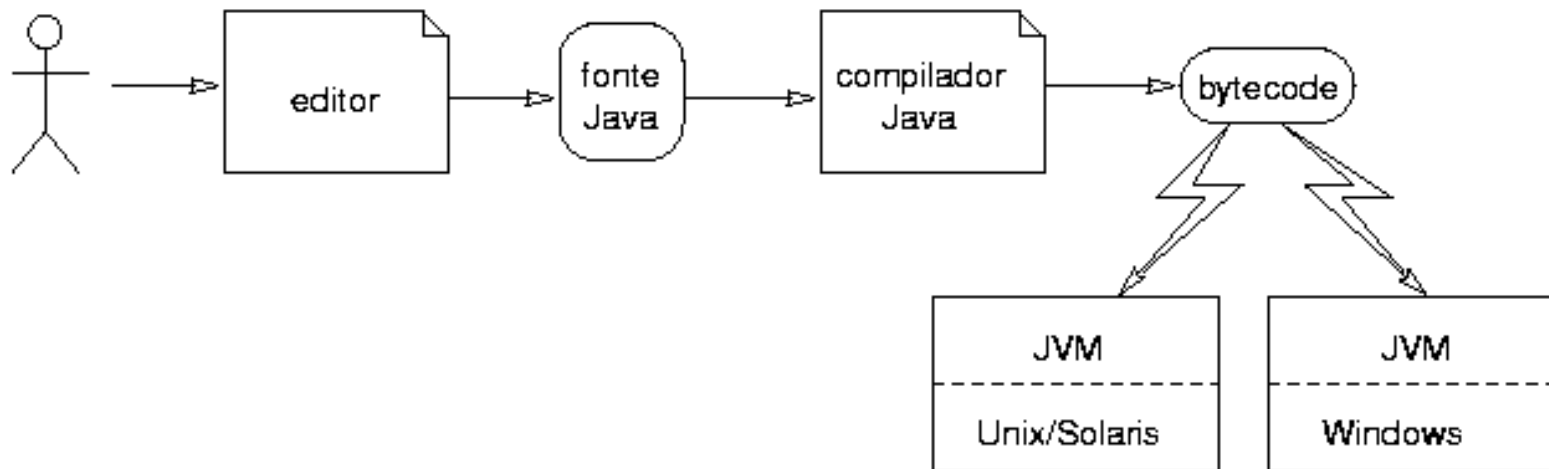 editor
fonte
Java
compilador
Java
bytecode
JVM
Unix/Solaris
JVM
Windows